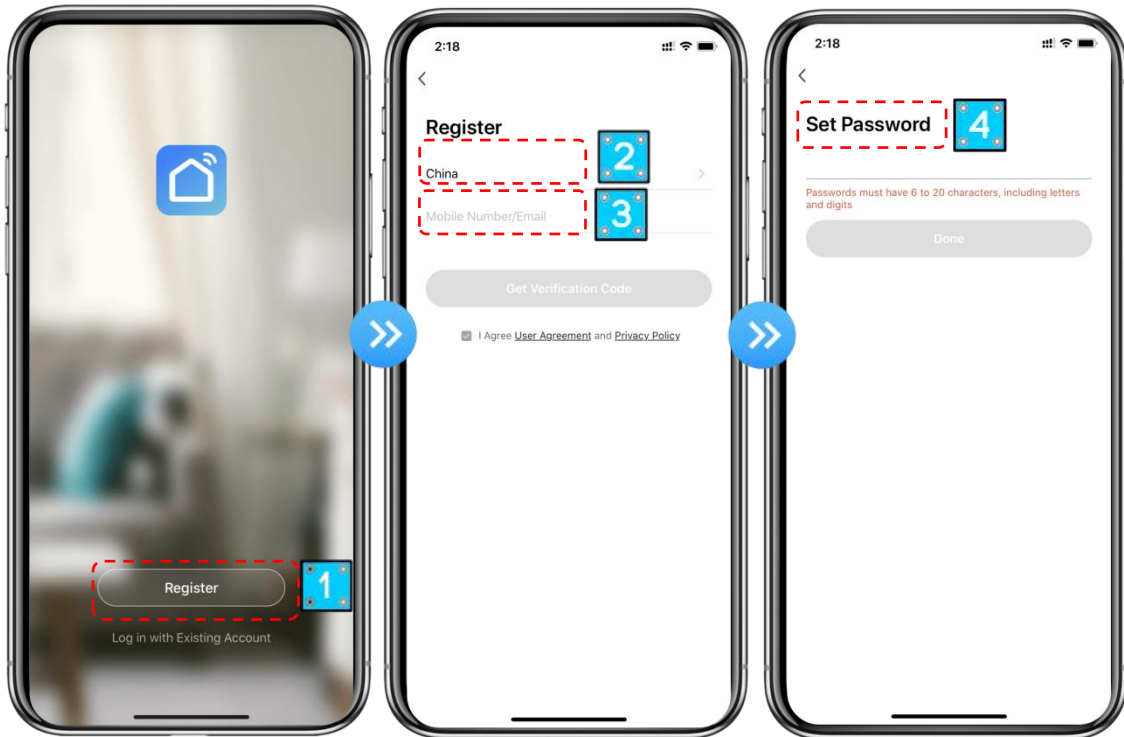 Register
1
Log in with Existing Account
2:18
Register
2
China
3
Mobile Number/Email
Get Verification Code
I Agree User Agreement and Privacy Policy
2:18
Set Password
4
Passwords must have 6 to 20 characters, including letters
and digits
Done